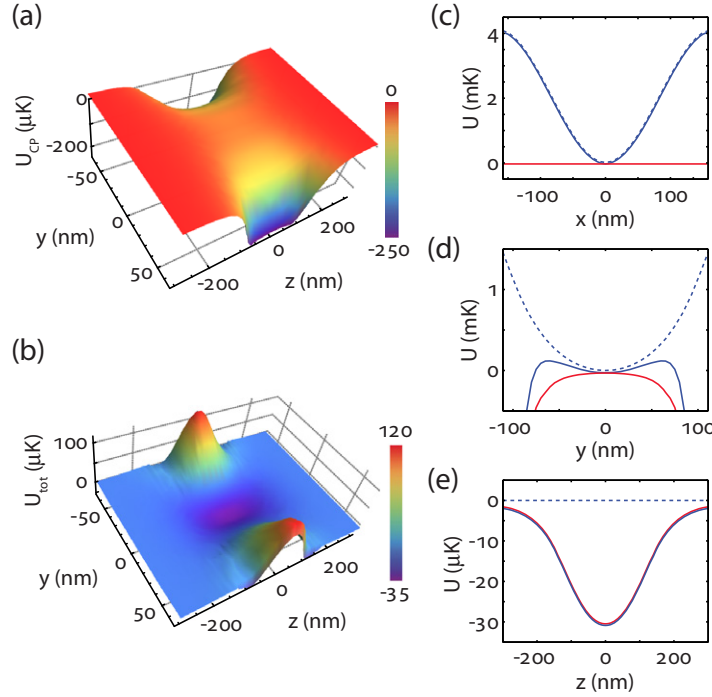 (a)
0
-200
U_CP (μK)
-50
0
50
y (nm)
-200
0
200
z (nm)
0
-250
(b)
100
0
U_tot (μK)
-50
0
50
y (nm)
-200
0
200
z (nm)
120
-35
(c)
4
2
0
U (mK)
-100
0
100
x (nm)
(d)
1
0
U (mK)
-100
0
100
y (nm)
(e)
0
-10
-20
-30
U (μK)
-200
0
200
z (nm)